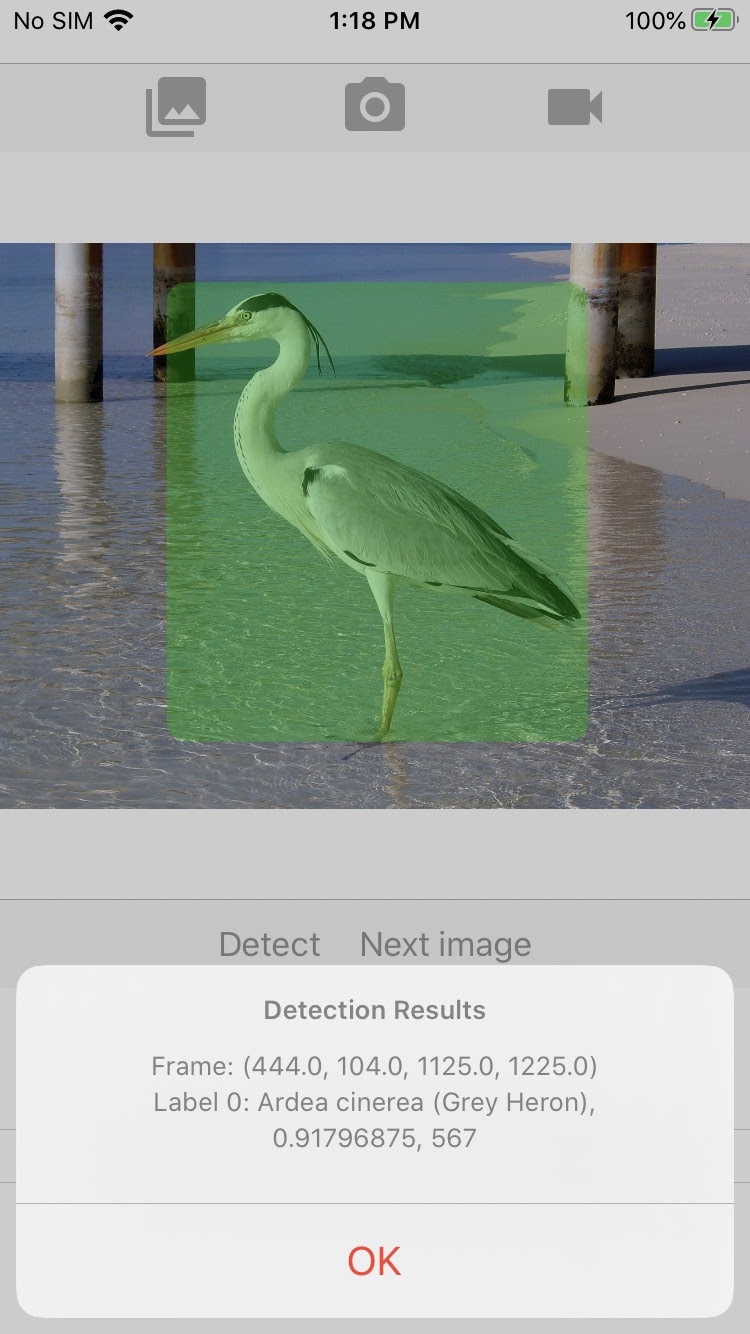 No SIM 1:18 PM 100%
Detect Next image
Detection Results
Frame: (444.0, 104.0, 1125.0, 1225.0)
Label 0: Ardea cinerea (Grey Heron),
0.91796875, 567
OK